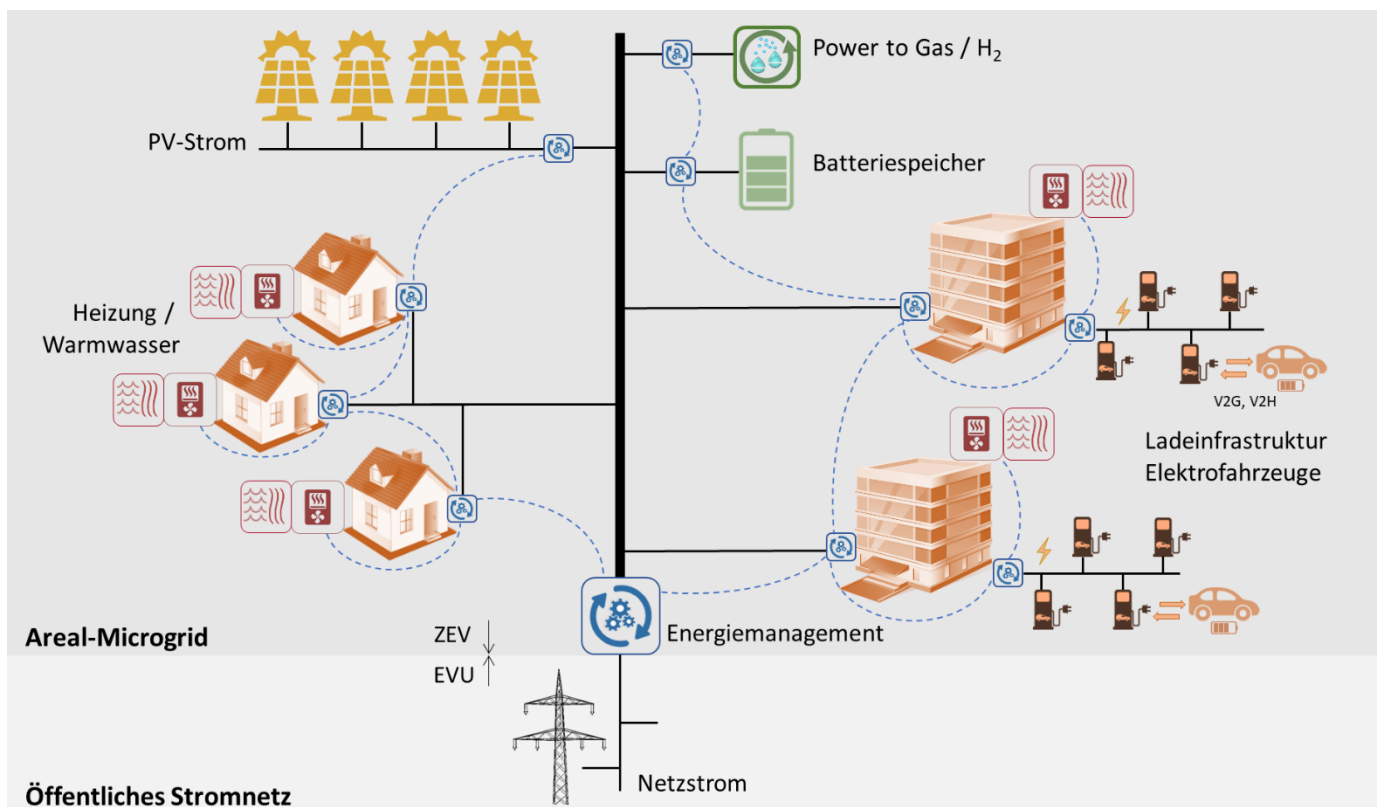 Power to Gas / H₂
PV-Strom
Batteriespeicher
Heizung /
Warmwasser
V2G, V2H
Ladeinfrastruktur
Elektrofahrzeuge
Areal-Microgrid
ZEV
Energiemanagement
EVU
Netzstrom
Öffentliches Stromnetz